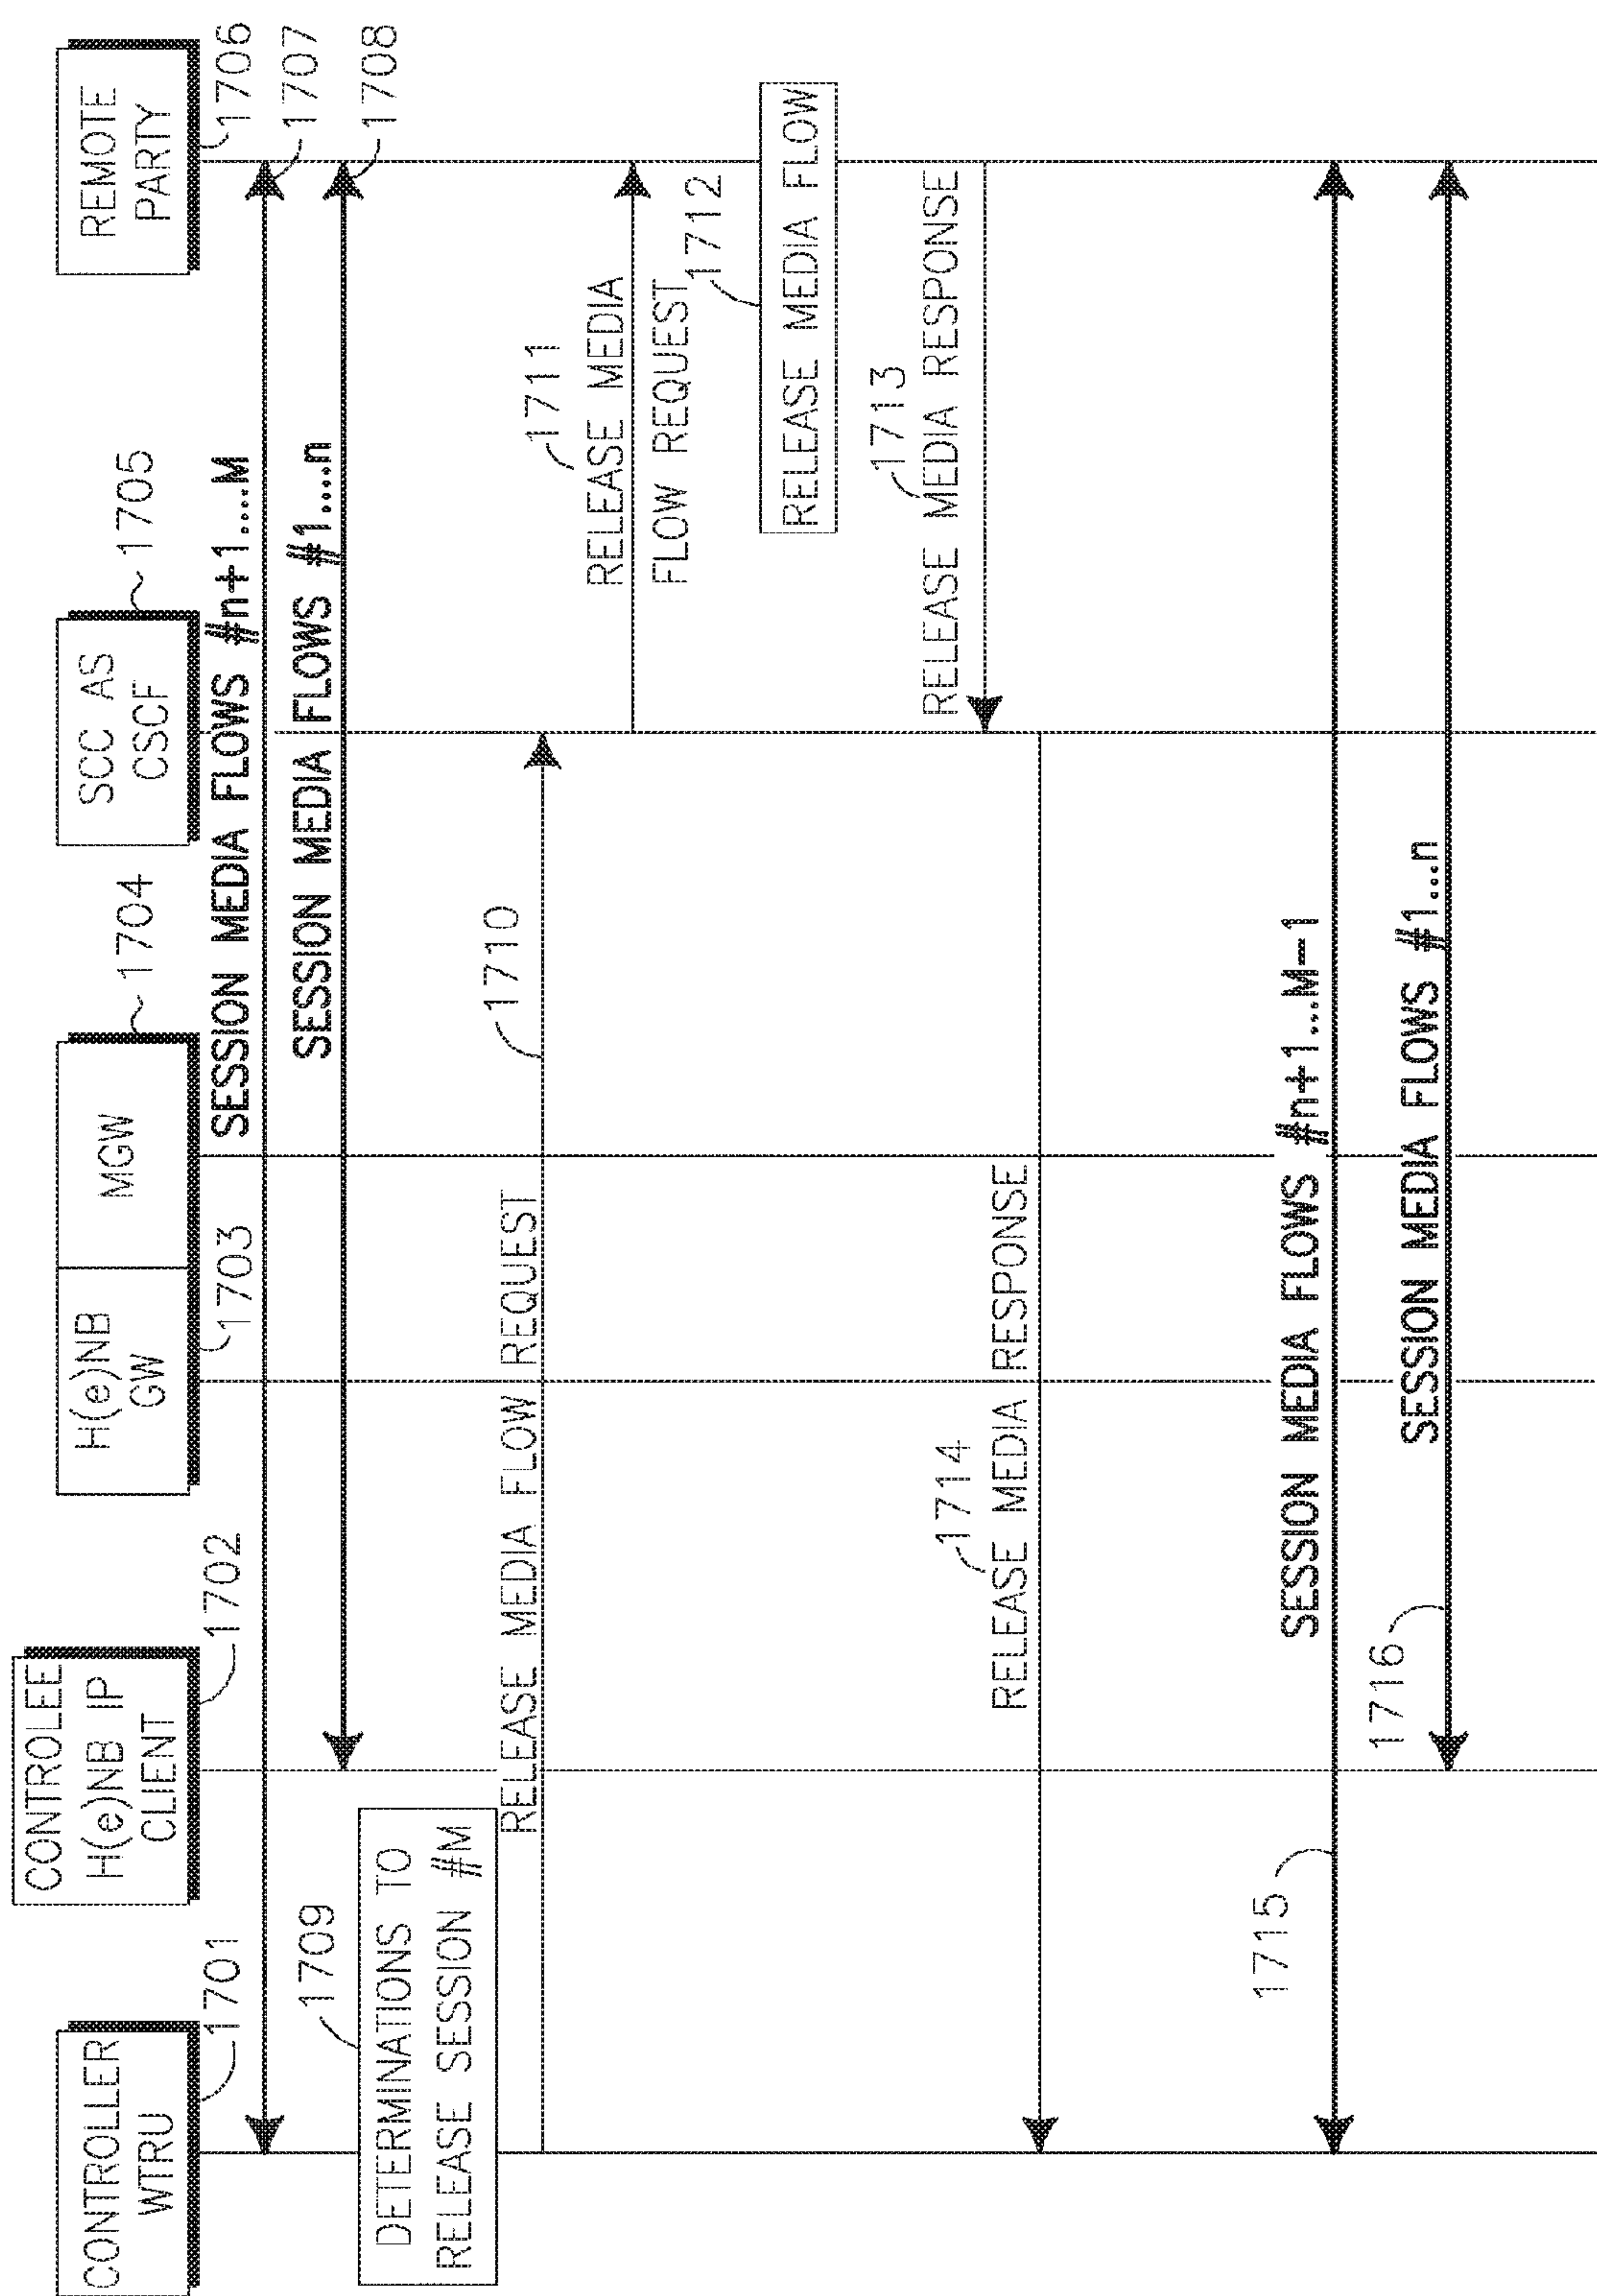 CONTROLLER
WTRU
1701
CONTROLEE
H(e)NB IP
CLIENT
1702
H(e)NB
GW
1703
MGW
1704
SCC AS
CSCF
1705
REMOTE
PARTY
1706
SESSION MEDIA FLOWS #n+1....M
1707
SESSION MEDIA FLOWS #1....n
1708
1709
DETERMINATIONS TO
RELEASE SESSION #M
RELEASE MEDIA FLOW REQUEST
1710
1711
RELEASE MEDIA
FLOW REQUEST
1712
RELEASE MEDIA FLOW
1713
RELEASE MEDIA RESPONSE
1714
RELEASE MEDIA RESPONSE
1715
SESSION MEDIA FLOWS #n+1...M-1
1716
SESSION MEDIA FLOWS #1...n